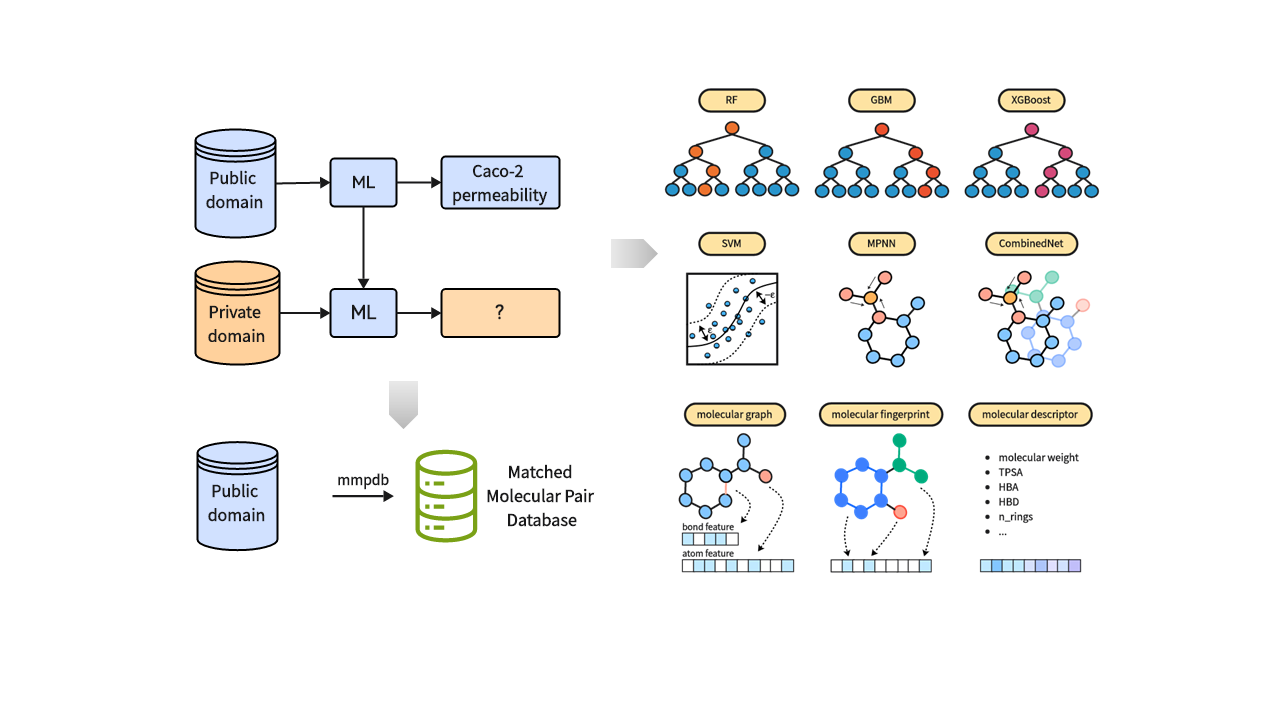 Public
domain
ML
Caco-2
permeability
Private
domain
ML
?
Public
domain
mmpdb
Matched
Molecular Pair
Database
RF
GBM
XGBoost
SVM
MPNN
CombinedNet
ε
−ε
molecular graph
molecular fingerprint
molecular descriptor
bond feature
atom feature
• molecular weight
• TPSA
• HBA
• HBD
• n_rings
• ...